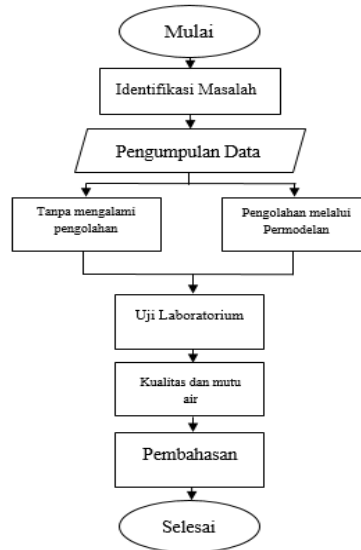 Mulai
Identifikasi Masalah
Pengumpulan Data
Tanpa mengalami
pengolahan
Pengolahan melalui
Permodelan
Uji Laboratorium
Kualitas dan mutu
air
Pembahasan
Selesai